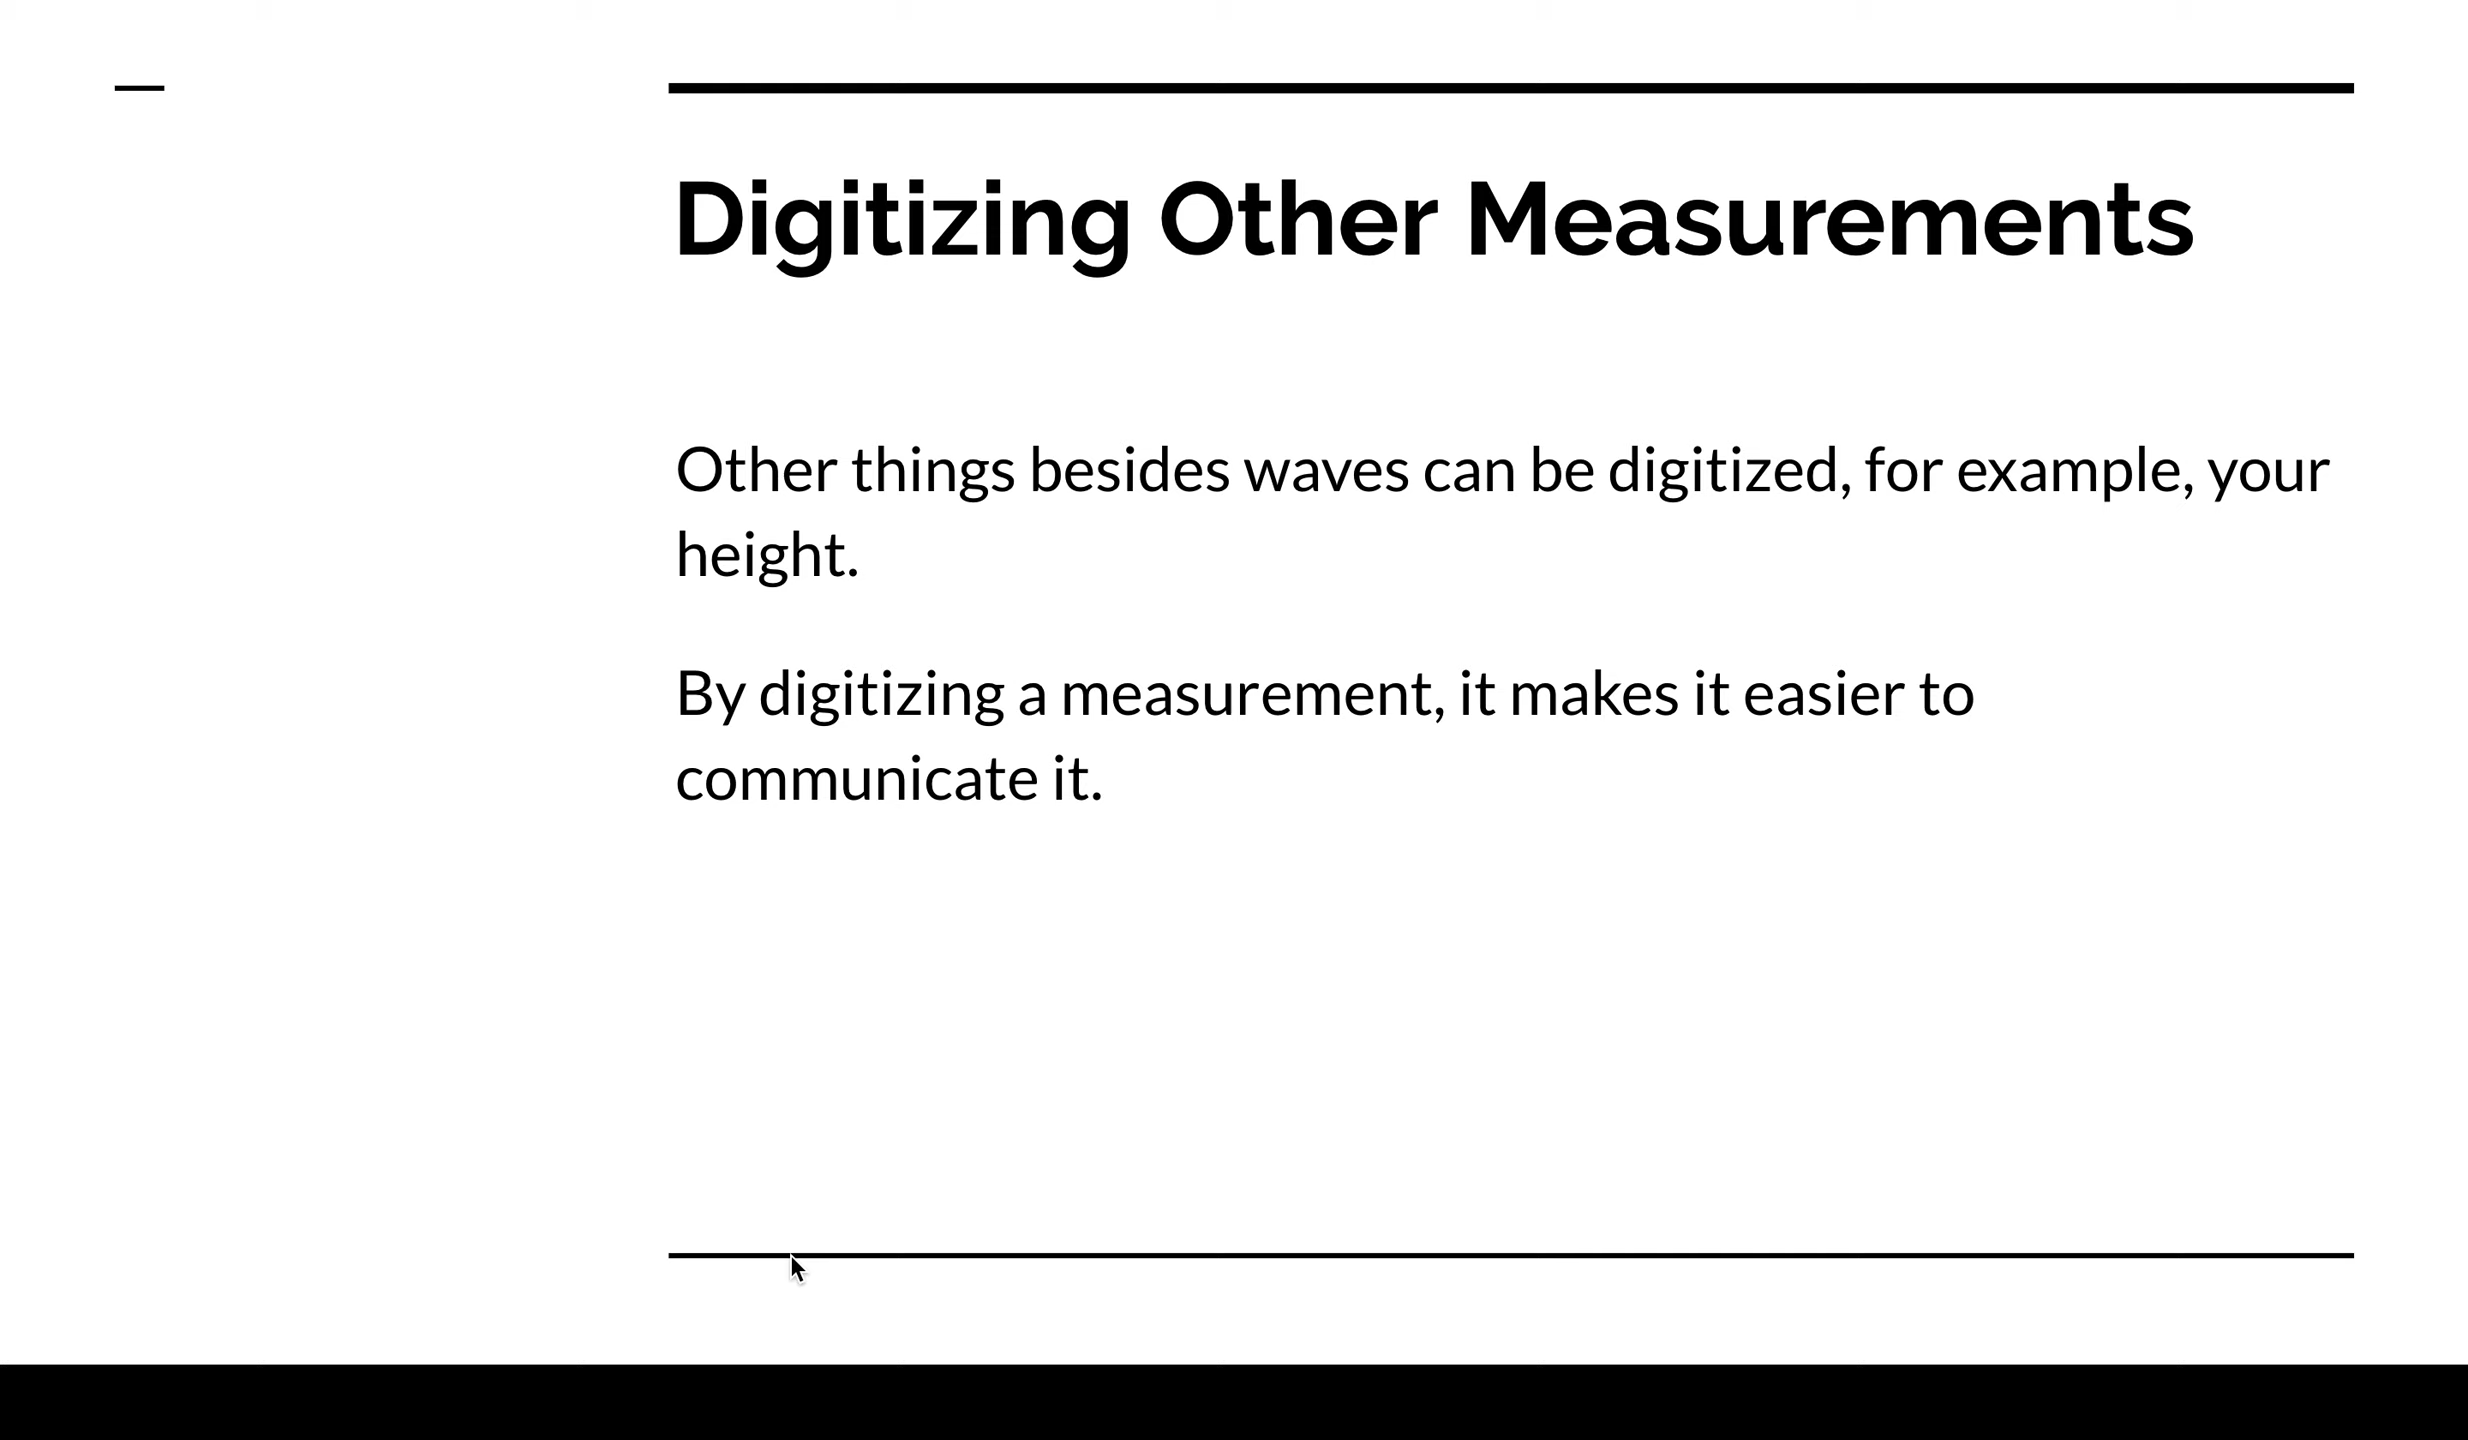 Digitizing Other Measurements
Other things besides waves can be digitized, for example, your
height.
By digitizing a measurement, it makes it easier to
communicate it.